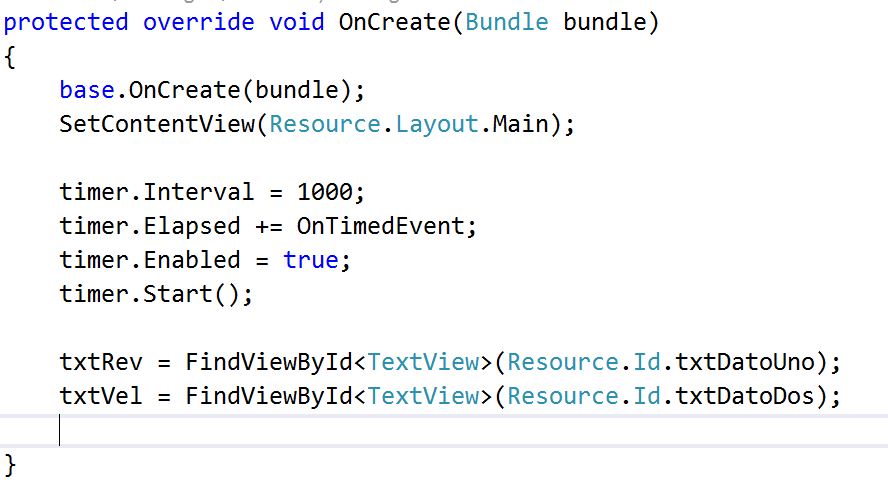 protected override void OnCreate(Bundle bundle)
{
    base.OnCreate(bundle);
    SetContentView(Resource.Layout.Main);

    timer.Interval = 1000;
    timer.Elapsed += OnTimedEvent;
    timer.Enabled = true;
    timer.Start();

    txtRev = FindViewById<TextView>(Resource.Id.txtDatoUno);
    txtVel = FindViewById<TextView>(Resource.Id.txtDatoDos);

}